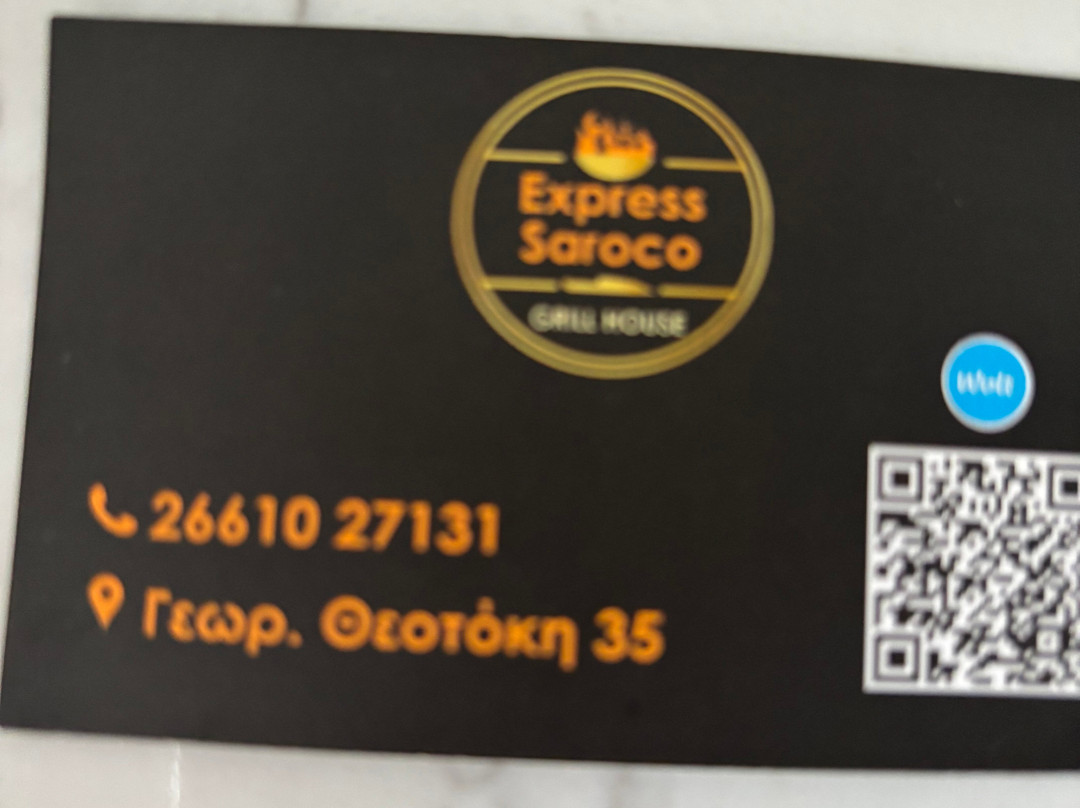 Express
Saroco
GRILL HOUSE
Wolt
26610 27131
Γεωρ. Θεοτόκη 35